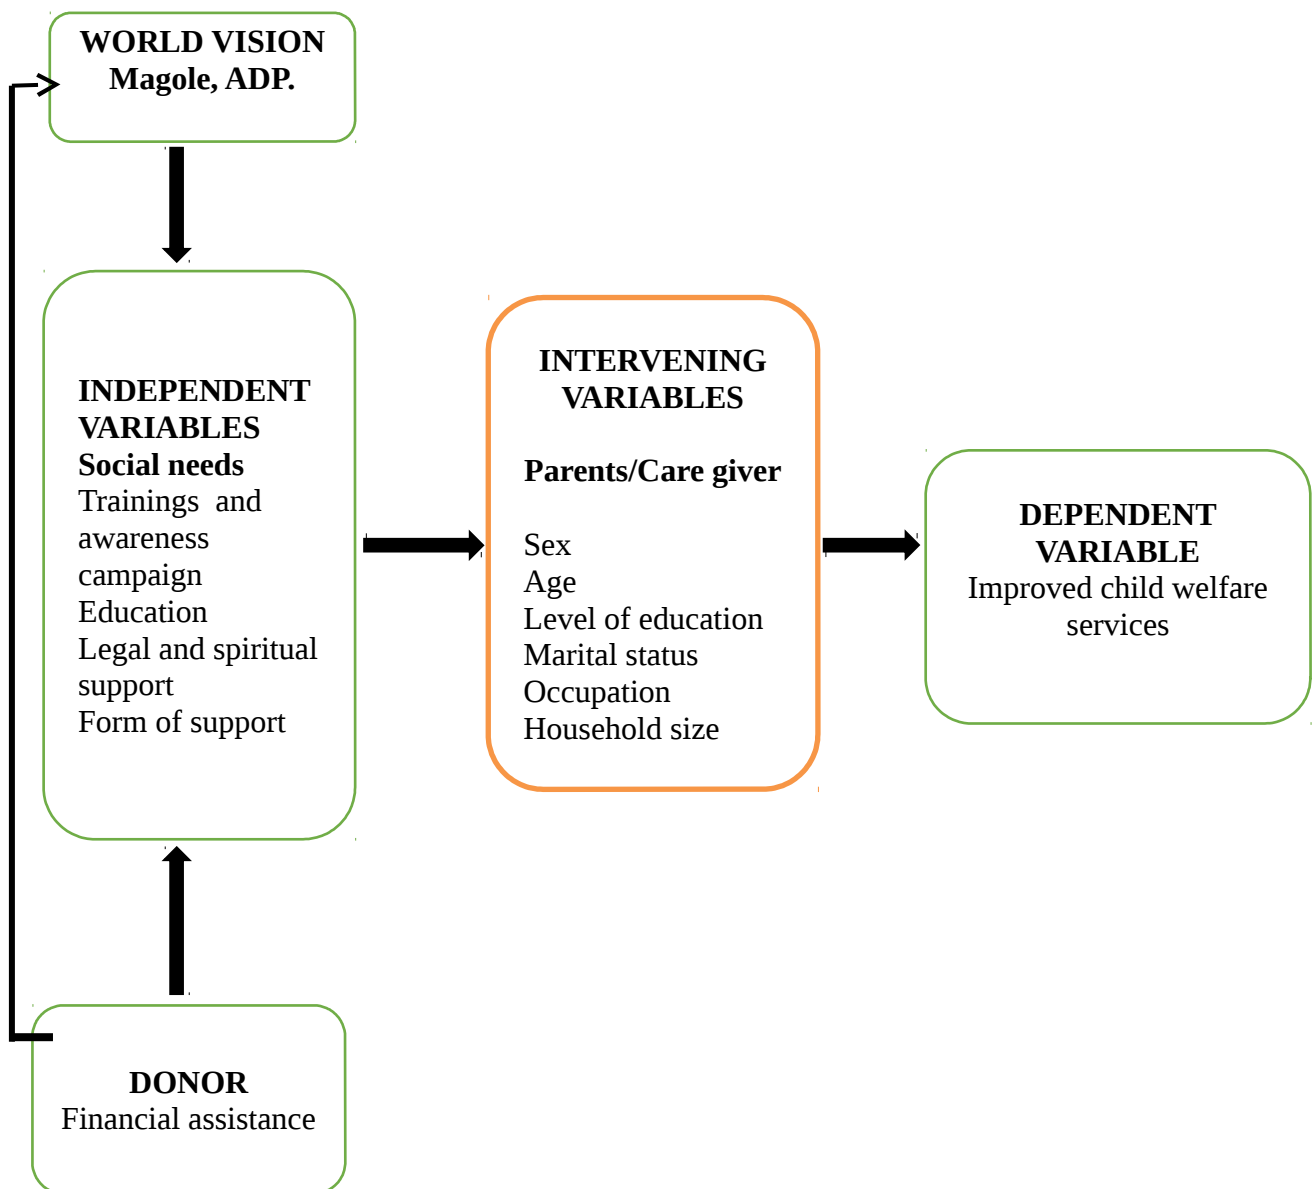 WORLD VISION
Magole, ADP.
INDEPENDENT
VARIABLES
Social needs
Trainings and
awareness
campaign
Education
Legal and spiritual
support
Form of support
INTERVENING
VARIABLES
Parents/Care giver
Sex
Age
Level of education
Marital status
Occupation
Household size
DEPENDENT
VARIABLE
Improved child welfare
services
DONOR
Financial assistance